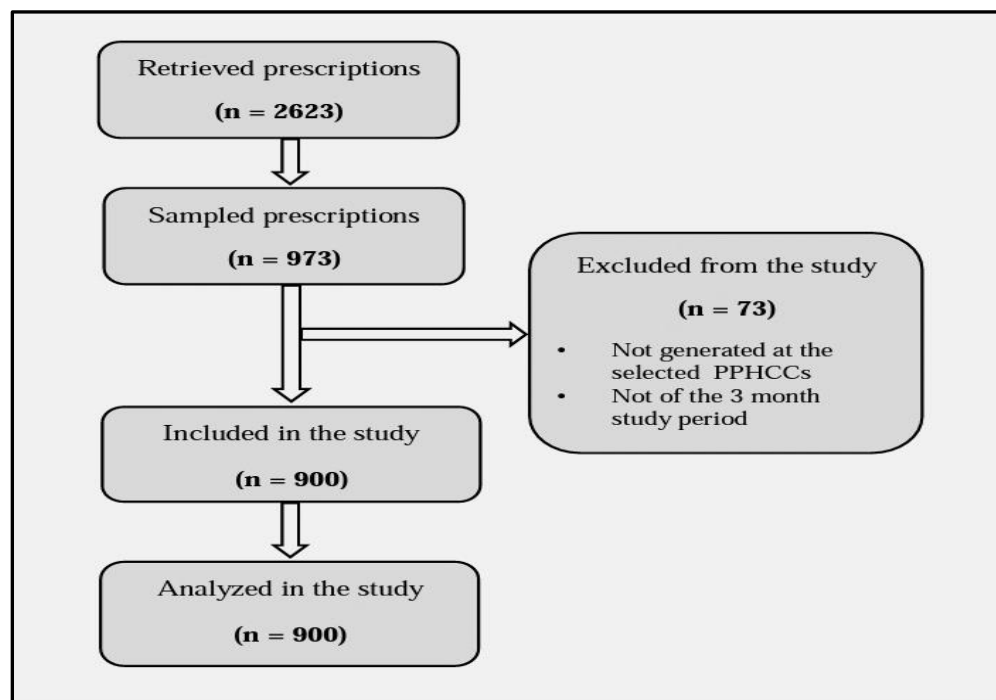 Retrieved prescriptions
(n = 2623)
Sampled prescriptions
(n = 973)
Excluded from the study
(n = 73)
• Not generated at the
selected PPHCCs
• Not of the 3 month
study period
Included in the study
(n = 900)
Analyzed in the study
(n = 900)